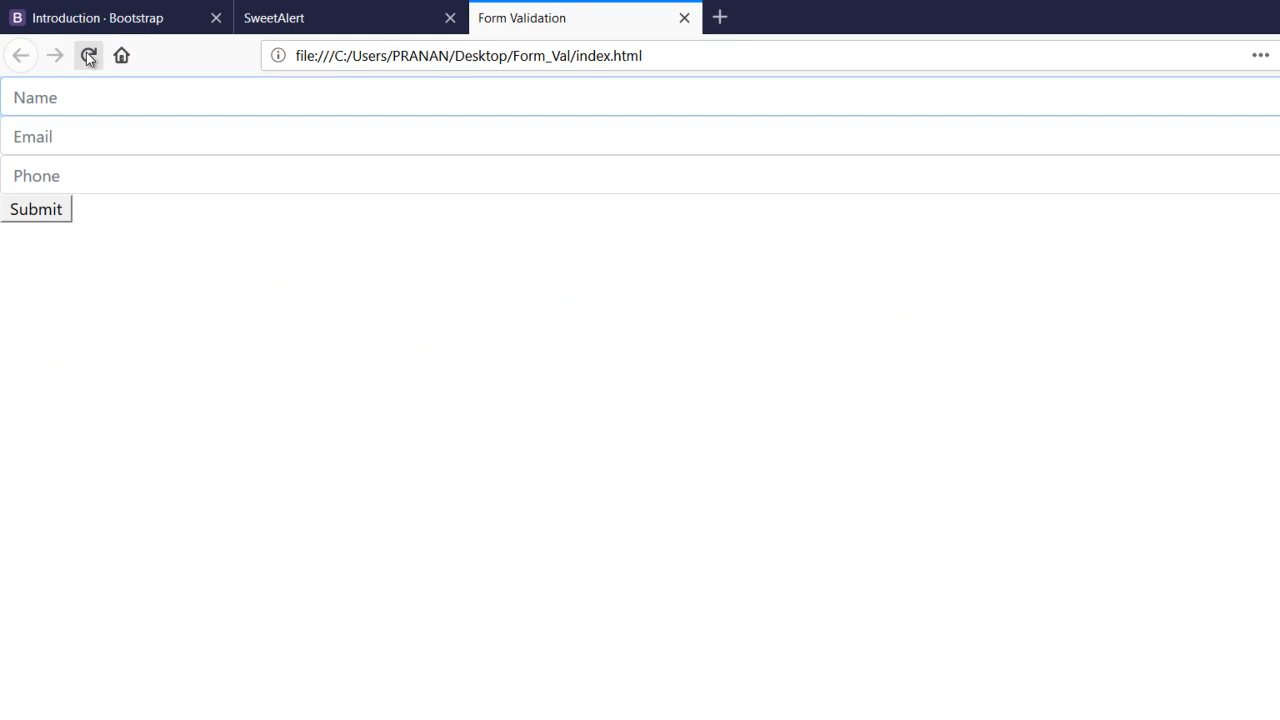 B Introduction · Bootstrap
SweetAlert
Form Validation
file:///C:/Users/PRANAN/Desktop/Form_Val/index.html
Name
Email
Phone
Submit